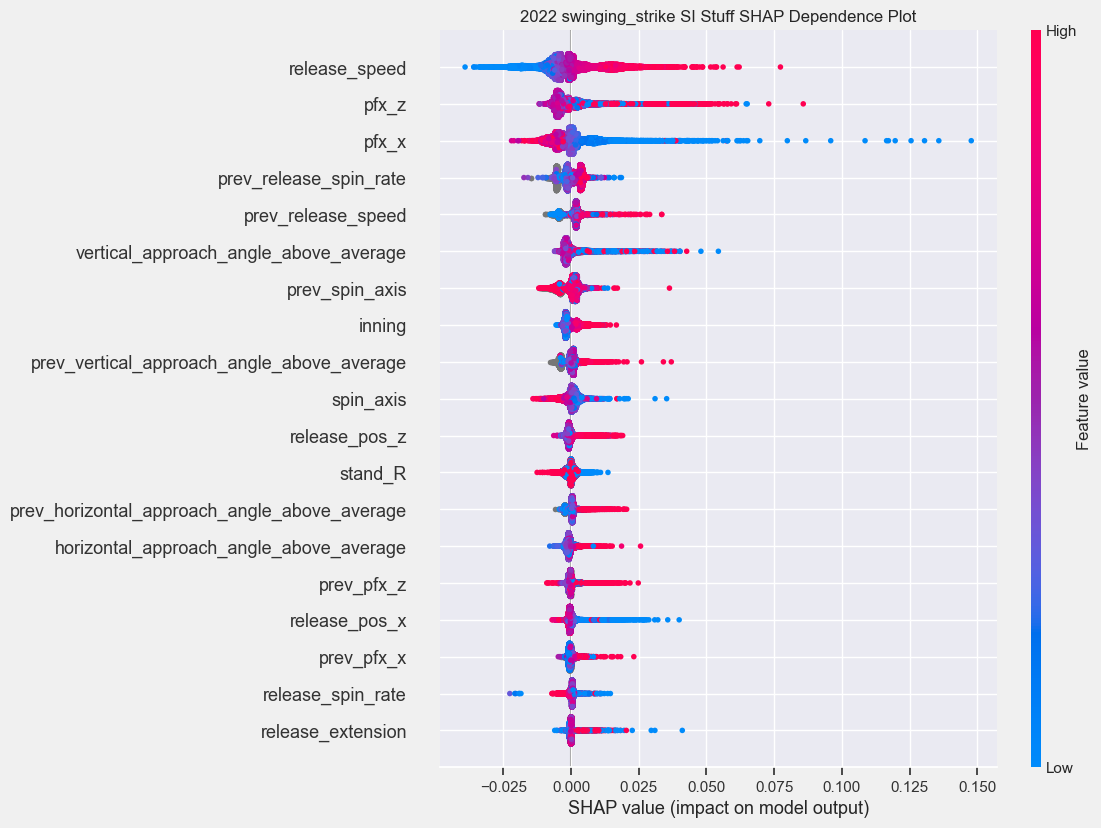 2022 swinging_strike SI Stuff SHAP Dependence Plot
High
release_speed
pfx_z
pfx_x
prev_release_spin_rate
prev_release_speed
vertical_approach_angle_above_average
prev_spin_axis
inning
prev_vertical_approach_angle_above_average
spin_axis
release_pos_z
stand_R
prev_horizontal_approach_angle_above_average
horizontal_approach_angle_above_average
prev_pfx_z
release_pos_x
prev_pfx_x
release_spin_rate
release_extension
Feature value
Low
−0.025 0.000 0.025 0.050 0.075 0.100 0.125 0.150
SHAP value (impact on model output)